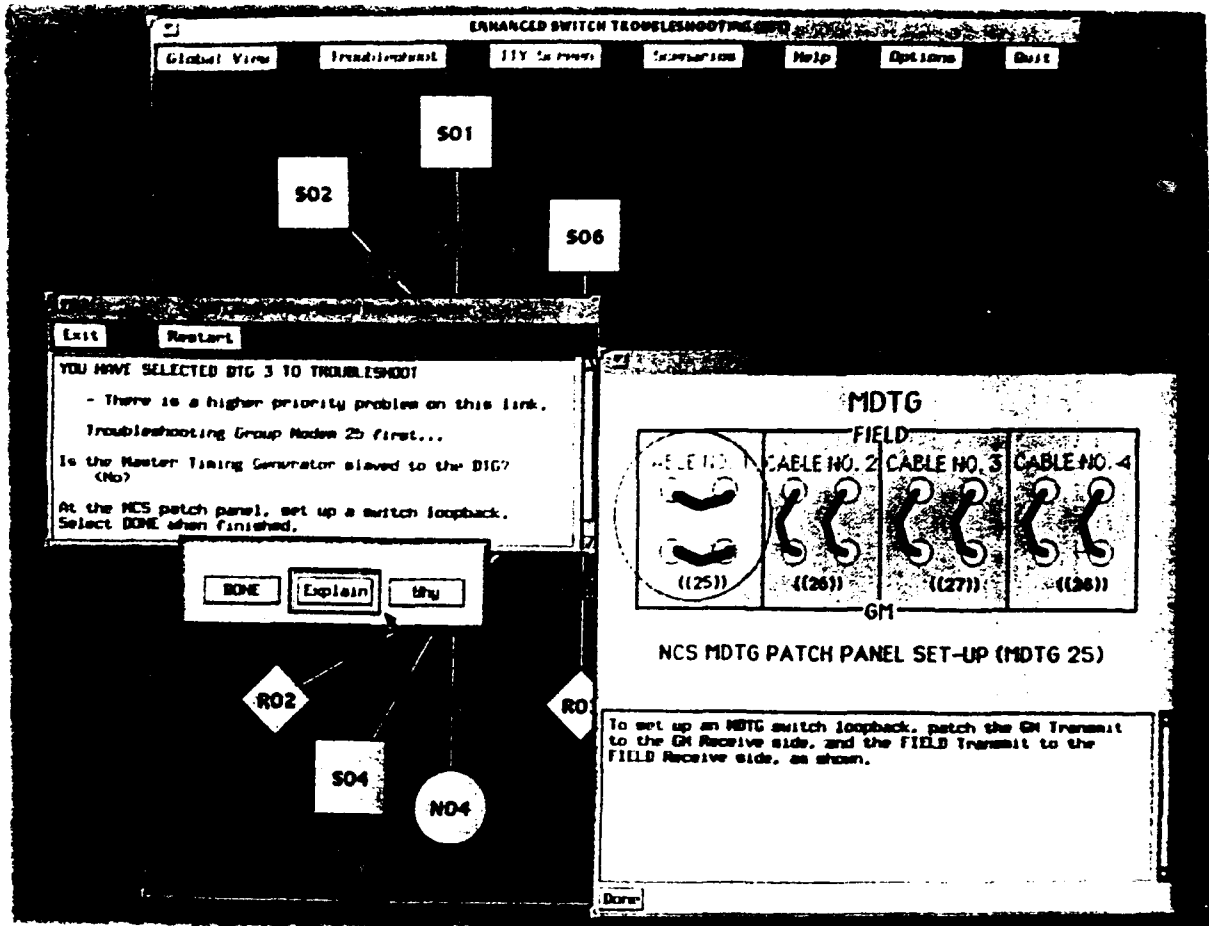 ENHANCED SWITCH TROUBLESHOOTING
Global View Troubleshoot TTY Screen Scenarios Help Options Quit
S01
S02
S06
Exit Restart
YOU HAVE SELECTED DTG 3 TO TROUBLESHOOT
- There is a higher priority problem on this link.
Troubleshooting Group Modem 25 first...
Is the Master Timing Generator slaved to the DTG?
<No>
At the NCS patch panel, set up a switch loopback.
Select DONE when finished.
DONE Explain Why
R02
S04
N04
MDTG
FIELD
CABLE NO. 2 CABLE NO. 3 CABLE NO. 4
((25)) ((26)) ((27)) ((28))
GM
NCS MDTG PATCH PANEL SET-UP (MDTG 25)
To set up an MDTG switch loopback, patch the GM Transmit
to the GM Receive side, and the FIELD Transmit to the
FIELD Receive side, as shown.
Done